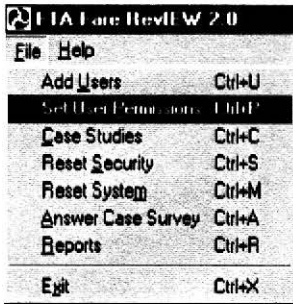 FTA Fare RevIEW 2.0
File Help
Add Users Ctrl+U
Set User Permissions Ctrl+P
Case Studies Ctrl+C
Reset Security Ctrl+S
Reset System Ctrl+M
Answer Case Survey Ctrl+A
Reports Ctrl+R
Exit Ctrl+X